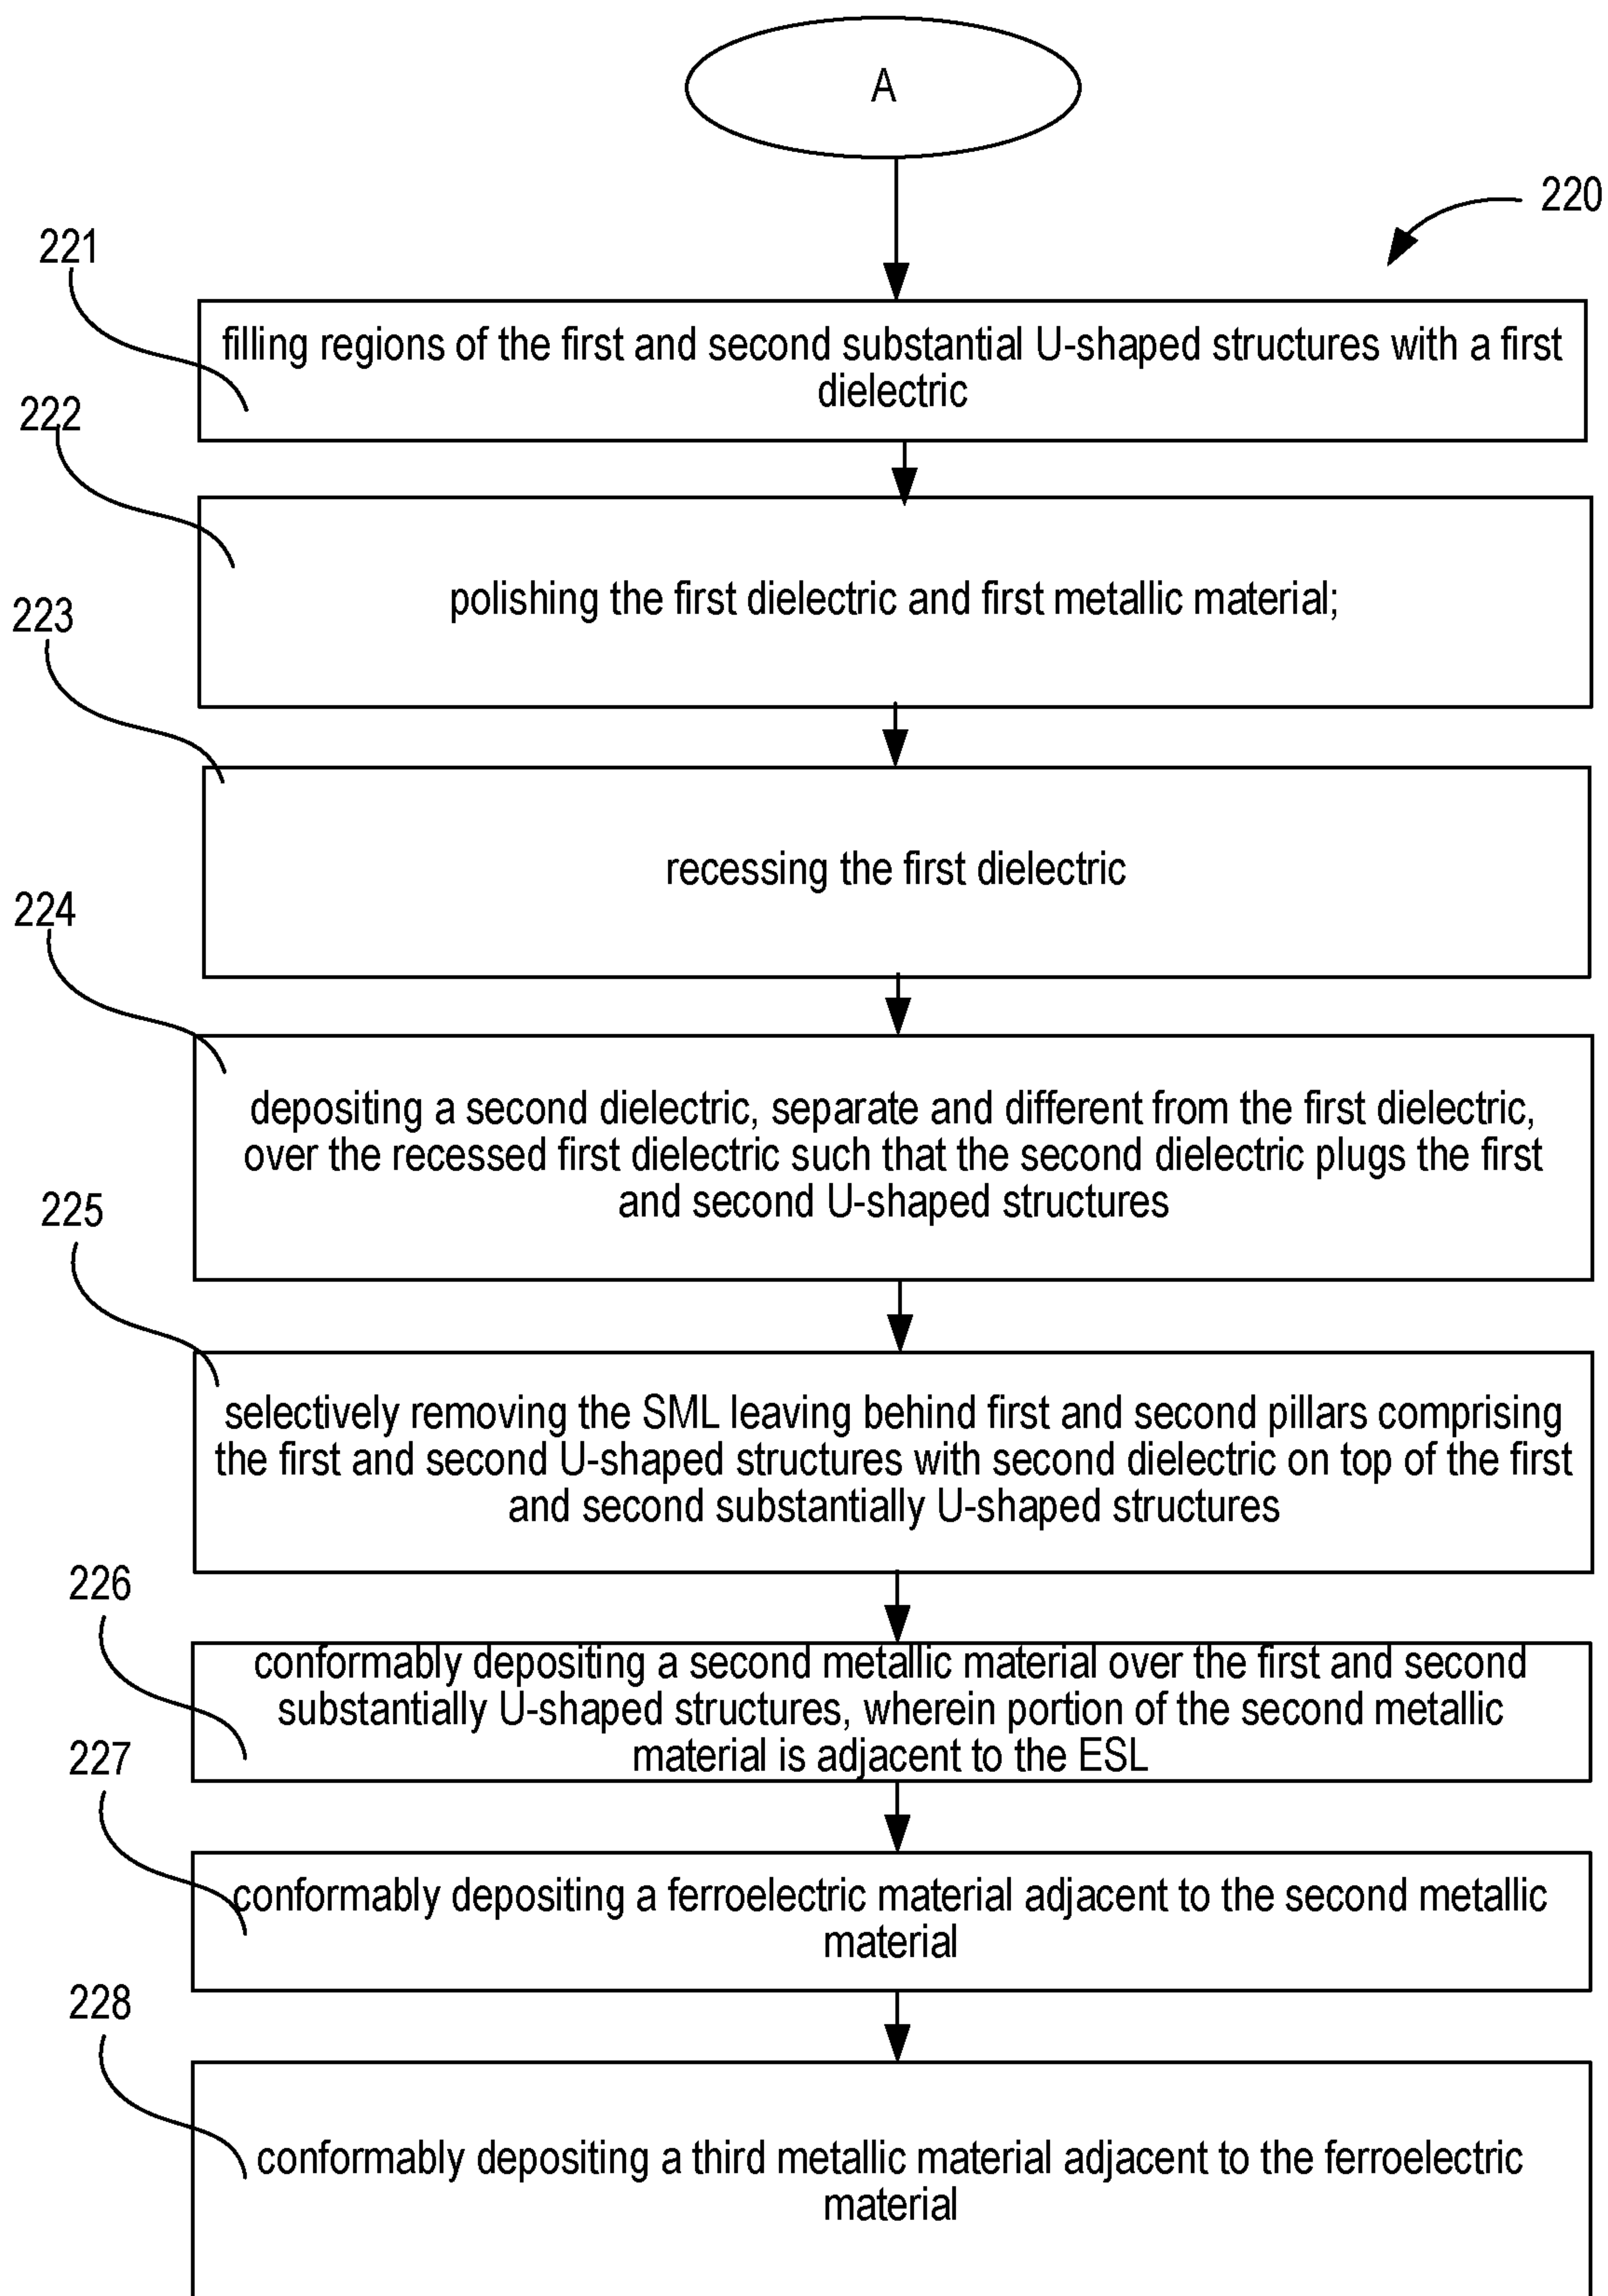 A
220
221
filling regions of the first and second substantial U-shaped structures with a first
dielectric
222
polishing the first dielectric and first metallic material;
223
recessing the first dielectric
224
depositing a second dielectric, separate and different from the first dielectric,
over the recessed first dielectric such that the second dielectric plugs the first
and second U-shaped structures
225
selectively removing the SML leaving behind first and second pillars comprising
the first and second U-shaped structures with second dielectric on top of the first
and second substantially U-shaped structures
226
conformably depositing a second metallic material over the first and second
substantially U-shaped structures, wherein portion of the second metallic
material is adjacent to the ESL
227
conformably depositing a ferroelectric material adjacent to the second metallic
material
228
conformably depositing a third metallic material adjacent to the ferroelectric
material